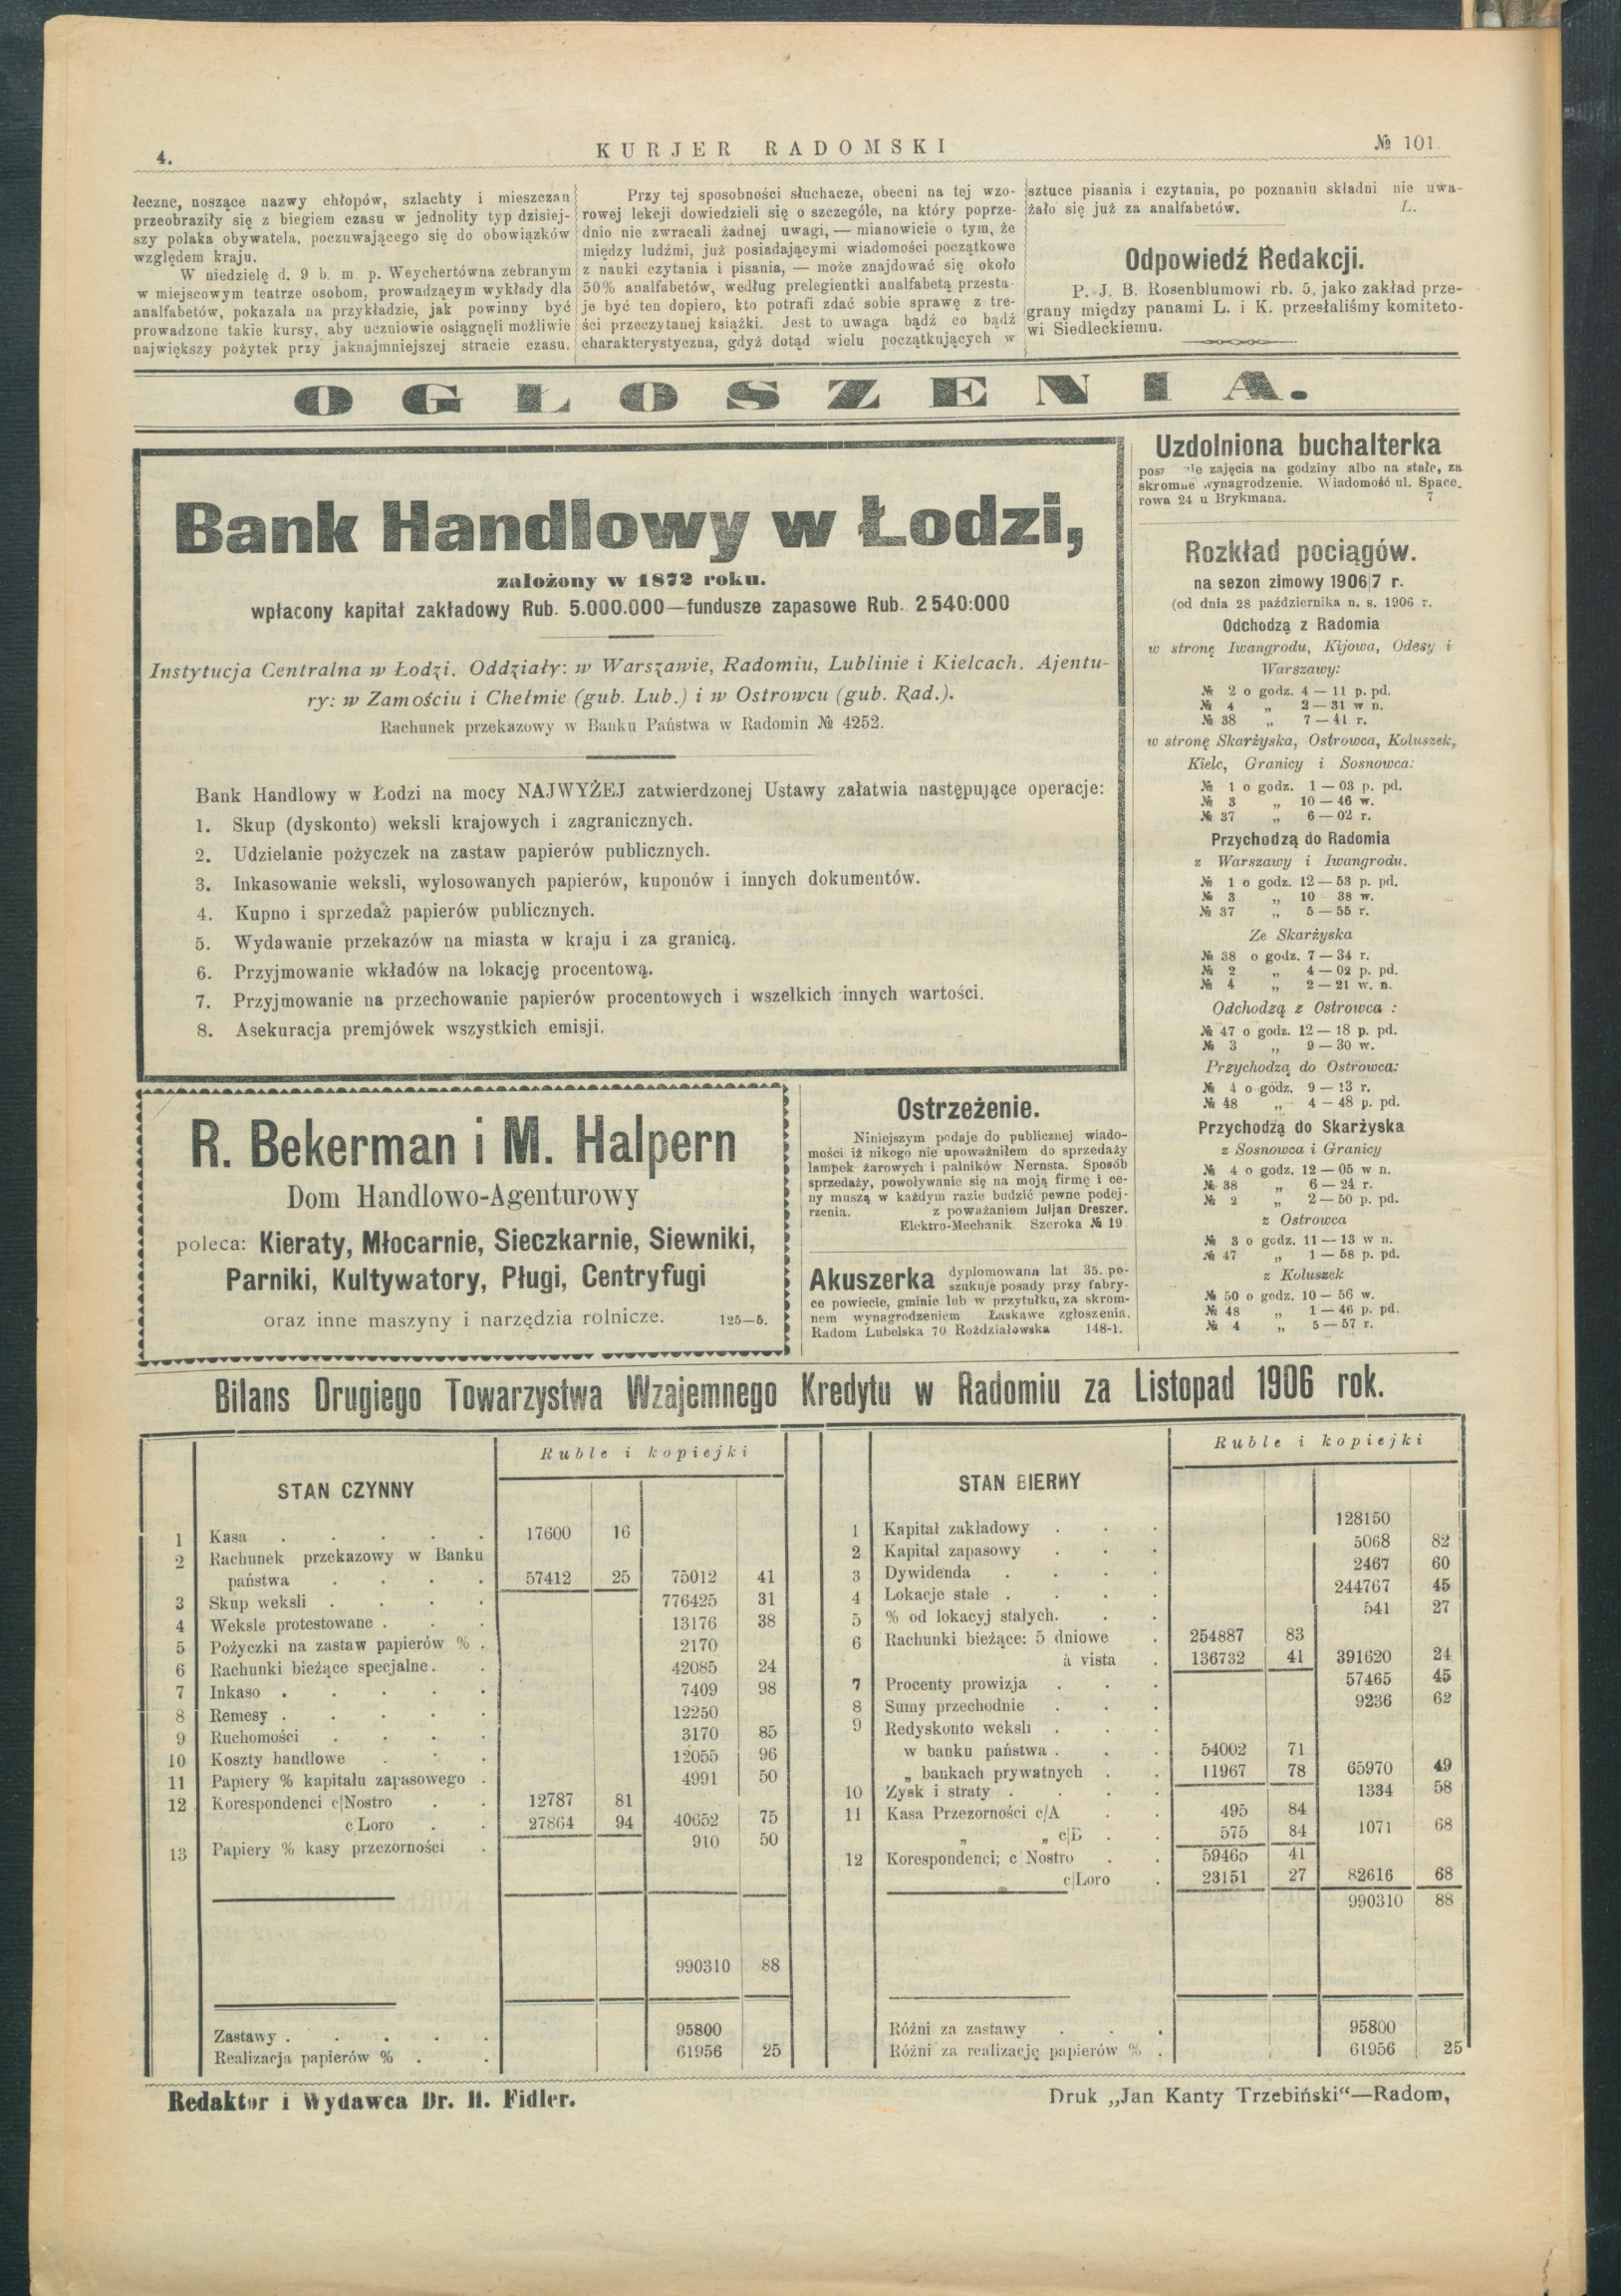 4.
KURJER RADOMSKI
№ 101
łeczne, noszące nazwy chłopów, szlachty i mieszczan
przeobraziły się z biegiem czasu w jednolity typ dzisiej-
szy polaka obywatela, poczuwającego się do obowiązków
względem kraju.
W niedzielę d. 9 b. m p. Weychertówna zebranym
w miejscowym teatrze osobom, prowadzącym wykłady dla
analfabetów, pokazała na przykładzie, jak powinny być
prowadzone takie kursy, aby uczniowie osiągnęli możliwie
największy pożytek przy jaknajmniejszej stracie czasu.
Przy tej sposobności słuchacze, obecni na tej wzo-
rowej lekcji dowiedzieli się o szczególe, na który poprze-
dnio nie zwracali żadnej uwagi, — mianowicie o tym, że
między ludźmi, już posiadającymi wiadomości początkowe
z nauki czytania i pisania, — może znajdować się około
50% analfabetów, według prelegientki analfabetą przesta-
je być ten dopiero, kto potrafi zdać sobie sprawę z tre-
ści przeczytanej książki. Jest to uwaga bądź co bądź
charakterystyczna, gdyż dotąd wielu początkujących w
sztuce pisania i czytania, po poznaniu składni nie uwa-
żało się już za analfabetów. L.
Odpowiedź Redakcji.
P. J. B. Rosenblumowi rb. 5, jako zakład prze-
grany między panami L. i K. przesłaliśmy komiteto-
wi Siedleckiemu.
OGŁOSZENIA.
Bank Handlowy w Łodzi,
założony w 1872 roku.
wpłacony kapitał zakładowy Rub. 5.000.000—fundusze zapasowe Rub. 2 540:000
Instytucja Centralna w Łodzi. Oddziały: w Warszawie, Radomiu, Lublinie i Kielcach. Ajentu-
ry: w Zamościu i Chełmie (gub. Lub.) i w Ostrowcu (gub. Rad.).
Rachunek przekazowy w Banku Państwa w Radomin № 4252.
Bank Handlowy w Łodzi na mocy NAJWYŻEJ zatwierdzonej Ustawy załatwia następujące operacje:
1. Skup (dyskonto) weksli krajowych i zagranicznych.
2. Udzielanie pożyczek na zastaw papierów publicznych.
3. Inkasowanie weksli, wylosowanych papierów, kuponów i innych dokumentów.
4. Kupno i sprzedaż papierów publicznych.
5. Wydawanie przekazów na miasta w kraju i za granicą.
6. Przyjmowanie wkładów na lokację procentową.
7. Przyjmowanie na przechowanie papierów procentowych i wszelkich innych wartości.
8. Asekuracja premjówek wszystkich emisji.
R. Bekerman i M. Halpern
Dom Handlowo-Agenturowy
poleca: Kieraty, Młocarnie, Sieczkarnie, Siewniki,
Parniki, Kultywatory, Pługi, Centryfugi
oraz inne maszyny i narzędzia rolnicze. 125—5.
Ostrzeżenie.
Niniejszym podaje do publicznej wiado-
mości iż nikogo nie upoważniłem do sprzedaży
lampek żarowych i palników Nernsta. Sposób
sprzedaży, powoływanie się na moją firmę i ce-
ny muszą w każdym razie budzić pewne podej-
rzenia. z poważaniem Juljan Dreszer.
Elektro-Mechanik Szeroka № 19.
Akuszerka dyplomowana lat 35. po-
szukuje posady przy fabry-
ce powiecie, gminie lub w przytułku, za skrom-
nem wynagrodzeniem Łaskawe zgłoszenia.
Radom Lubelska 70 Roździałowska 148-1.
Uzdolniona buchalterka
zajęcia na godziny albo na stałe, za
skromne wynagrodzenie. Wiadomość ul. Space-
rowa 24 u Brykmana. 7
Rozkład pociągów.
na sezon zimowy 1906|7 r.
(od dnia 28 października n. s. 1906 r.
Odchodzą z Radomia
w stronę Iwangrodu, Kijowa, Odesy i
Warszawy:
№ 2 o godz. 4 — 11 p. pd.
№ 4 „ 2 — 31 w n.
№ 38 „ 7 — 41 r.
w stronę Skarżyska, Ostrowca, Koluszek,
Kielc, Granicy i Sosnowca:
№ 1 o godz. 1 — 03 p. pd.
№ 3 „ 10 — 46 w.
№ 37 „ 6 — 02 r.
Przychodzą do Radomia
z Warszawy i Iwangrodu.
№ 1 o godz. 12 — 53 p. pd.
№ 3 „ 10 38 w.
№ 37 „ 5 — 55 r.
Ze Skarżyska
№ 38 o godz. 7 — 34 r.
№ 2 „ 4 — 02 p. pd.
№ 4 „ 2 — 21 w. n.
Odchodzą z Ostrowca :
№ 47 o godz. 12 — 18 p. pd.
№ 3 „ 9 — 30 w.
Przychodzą do Ostrowca:
№ 4 o godz. 9 — 13 r.
№ 48 „ 4 — 48 p. pd.
Przychodzą do Skarżyska
z Sosnowca i Granicy
№ 4 o godz. 12 — 05 w n.
№ 38 „ 6 — 24 r.
№ 2 „ 2 — 50 p. pd.
z Ostrowca
№ 3 o godz. 11 — 13 w n.
№ 47 „ 1 — 58 p. pd.
z Koluszek
№ 50 o godz. 10 — 56 w.
№ 48 „ 1 — 46 p. pd.
№ 4 „ 5 — 57 r.
Bilans Drugiego Towarzystwa Wzajemnego Kredytu w Radomiu za Listopad 1906 rok.
STAN CZYNNY Ruble i kopiejki
1 Kasa 17600 16
2 Rachunek przekazowy w Banku
państwa 57412 25 75012 41
3 Skup weksli 776425 31
4 Weksle protestowane 13176 38
5 Pożyczki na zastaw papierów % 2170
6 Rachunki bieżące specjalne 42085 24
7 Inkaso 7409 98
8 Remesy 12250
9 Ruchomości 3170 85
10 Koszty handlowe 12055 96
11 Papiery % kapitału zapasowego 4991 50
12 Korespondenci c|Nostro 12787 81
c Loro 27864 94 40652 75
13 Papiery % kasy przezorności 910 50
990310 88
Zastawy 95800
Realizacja papierów % 61956 25
STAN BIERNY Ruble i kopiejki
1 Kapitał zakładowy 128150
2 Kapitał zapasowy 5068 82
3 Dywidenda 2467 60
4 Lokacje stałe 244767 45
5 % od lokacyj stałych. 541 27
6 Rachunki bieżące: 5 dniowe 254887 83
à vista 136732 41 391620 24
7 Procenty prowizja 57465 45
8 Sumy przechodnie 9236 62
9 Redyskonto weksli
w banku państwa 54002 71
„ bankach prywatnych 11967 78 65970 49
10 Zysk i straty 1334 58
11 Kasa Przezorności c/A 495 84
„ „ c|B 575 84 1071 68
12 Korespondenci; c Nostro 59465 41
c|Loro 23151 27 82616 68
990310 88
Różni za zastawy 95800
Różni za realizację papierów % 61956 25
Redaktor i Wydawca Dr. H. Fidler.
Druk „Jan Kanty Trzebiński“—Radom,